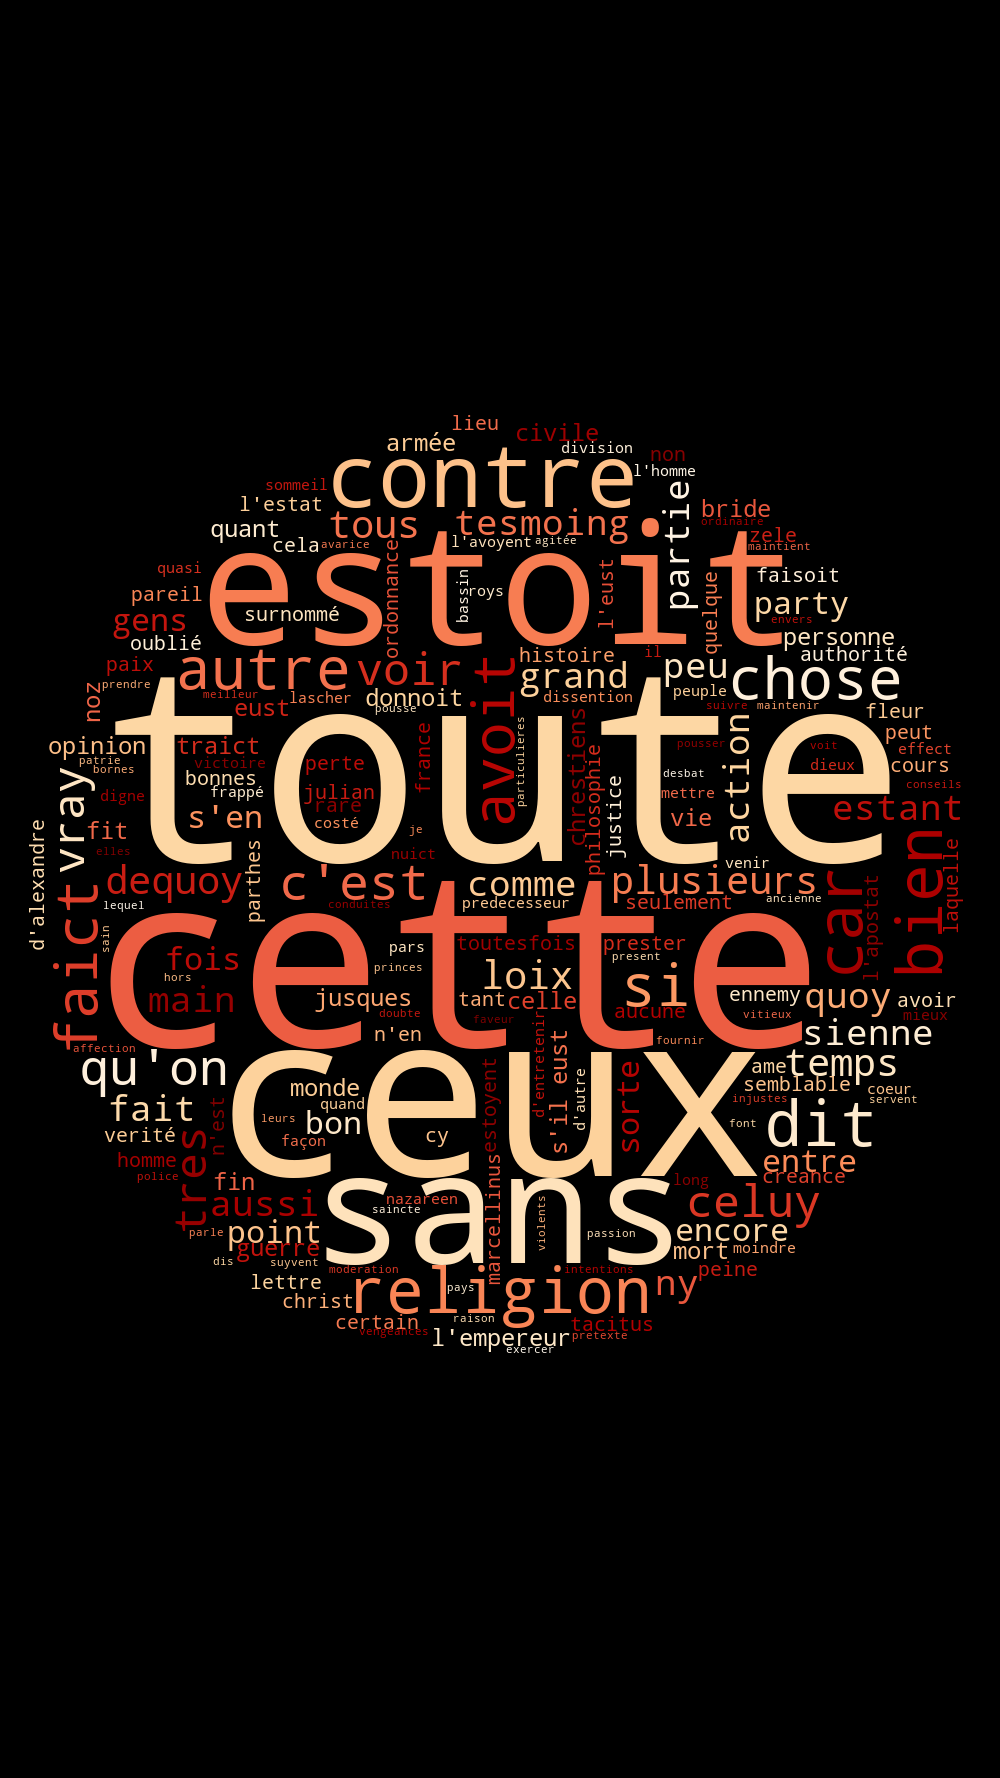 lieu
civile
armée
division
non
contre
l'homme
sommeil
l'estat
partie
bride
quant
tous
tesmoing
ordinaire
zele
cela
avarice
l'avoyent
agitée
maintient
estoit
quasi
ordonnance
bassin
roys
l'eust
quelque
faisoit
pareil
surnommé
party
gens
envers
oublié
personne
autre
voir
histoire
il
authorité
paix
avoit
grand
peu
chose
noz
prendre
meilleur
lascher
donnoit
dissention
peuple
eust
pousse
suivre
maintenir
fleur
toute
opinion
traict
france
particulieres
chrestiens
philosophie
pousser
action
voit
peut
effect
patrie
bornes
victoire
perte
bonnes
desbat
dieux
cours
vray
digne
frappé
julian
rare
justice
mettre
conseils
s'en
costé
je
vie
estant
fit
d'alexandre
elles
parthes
nuict
venir
bien
laquelle
dequoy
c'est
comme
plusieurs
car
l'apostat
faict
lequel
conduites
predecesseur
seulement
ancienne
cette
sain
pars
toutesfois
prester
present
fois
hors
princes
loix
si
main
jusques
tant
celle
ennemy
quoy
avoir
doubte
faveur
aucune
vitieux
mieux
n'en
d'entretenir
s'il eust
fournir
sienne
affection
qu'on
ceux
estoyent
sorte
ame
temps
monde
d'autre
semblable
coeur
fait
n'est
quand
injustes
servent
leurs
bon
font
dit
verité
façon
cy
homme
tres
marcellinus
entre
police
fin
sans
long
creance
aussi
nazareen
saincte
violents
celuy
parle
point
passion
encore
guerre
mort
moindre
dis
suyvent
moderation
intentions
peine
lettre
religion
pays
ny
christ
certain
raison
tacitus
vengeances
l'empereur
pretexte
exercer